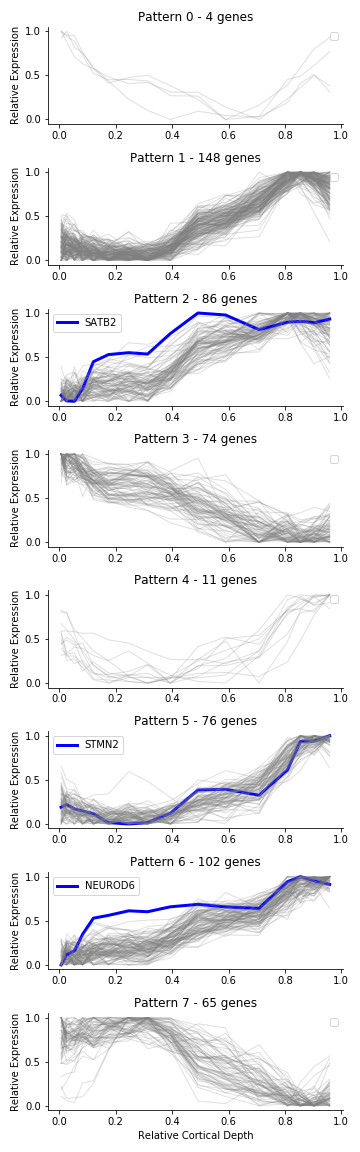 Pattern 0 - 4 genes
Relative Expression
1.0
0.5
0.0
0.0 0.2 0.4 0.6 0.8 1.0
Pattern 1 - 148 genes
Relative Expression
1.0
0.5
0.0
0.0 0.2 0.4 0.6 0.8 1.0
Pattern 2 - 86 genes
Relative Expression
1.0
0.5
0.0
SATB2
0.0 0.2 0.4 0.6 0.8 1.0
Pattern 3 - 74 genes
Relative Expression
1.0
0.5
0.0
0.0 0.2 0.4 0.6 0.8 1.0
Pattern 4 - 11 genes
Relative Expression
1.0
0.5
0.0
0.0 0.2 0.4 0.6 0.8 1.0
Pattern 5 - 76 genes
Relative Expression
1.0
0.5
0.0
STMN2
0.0 0.2 0.4 0.6 0.8 1.0
Pattern 6 - 102 genes
Relative Expression
1.0
0.5
0.0
NEUROD6
0.0 0.2 0.4 0.6 0.8 1.0
Pattern 7 - 65 genes
Relative Expression
1.0
0.5
0.0
0.0 0.2 0.4 0.6 0.8 1.0
Relative Cortical Depth